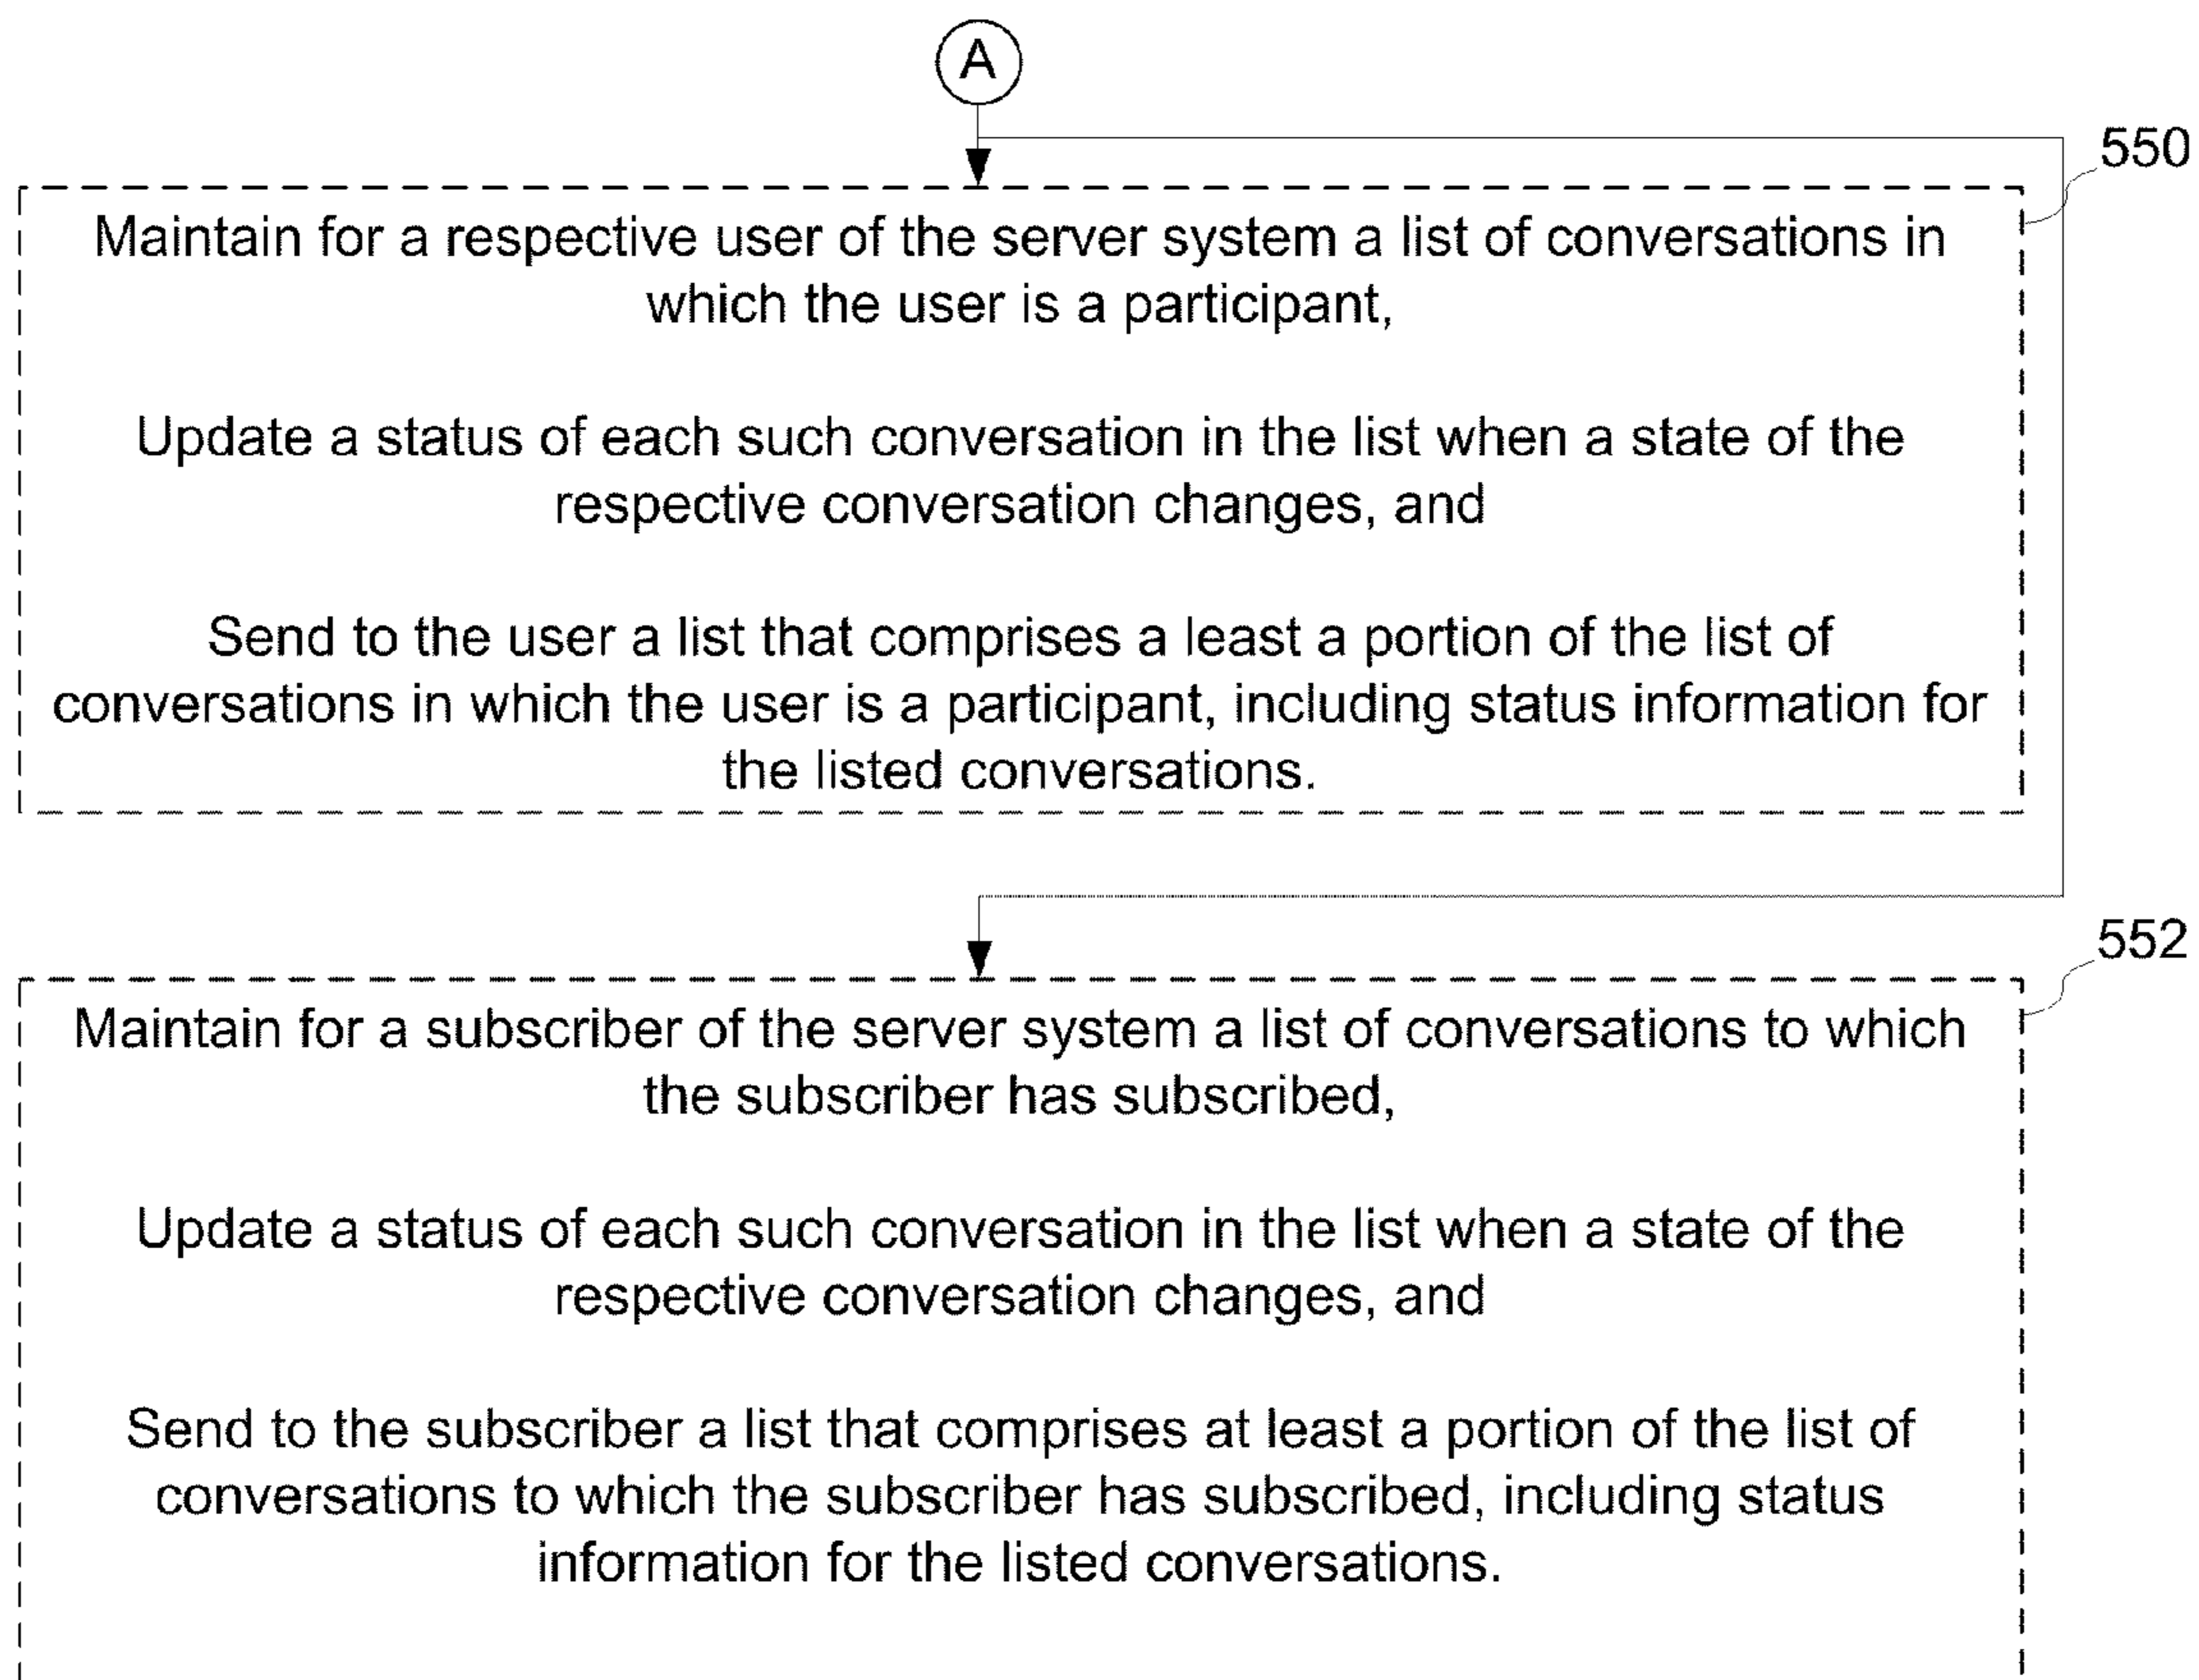 A
550
Maintain for a respective user of the server system a list of conversations in
which the user is a participant,
Update a status of each such conversation in the list when a state of the
respective conversation changes, and
Send to the user a list that comprises a least a portion of the list of
conversations in which the user is a participant, including status information for
the listed conversations.
552
Maintain for a subscriber of the server system a list of conversations to which
the subscriber has subscribed,
Update a status of each such conversation in the list when a state of the
respective conversation changes, and
Send to the subscriber a list that comprises at least a portion of the list of
conversations to which the subscriber has subscribed, including status
information for the listed conversations.